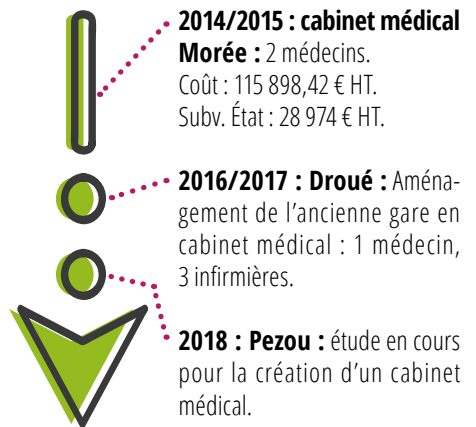 2014/2015 : cabinet médical
Morée : 2 médecins.
Coût : 115 898,42 € HT.
Subv. État : 28 974 € HT.
2016/2017 : Droué : Aména-
gement de l’ancienne gare en
cabinet médical : 1 médecin,
3 infirmières.
2018 : Pezou : étude en cours
pour la création d’un cabinet
médical.